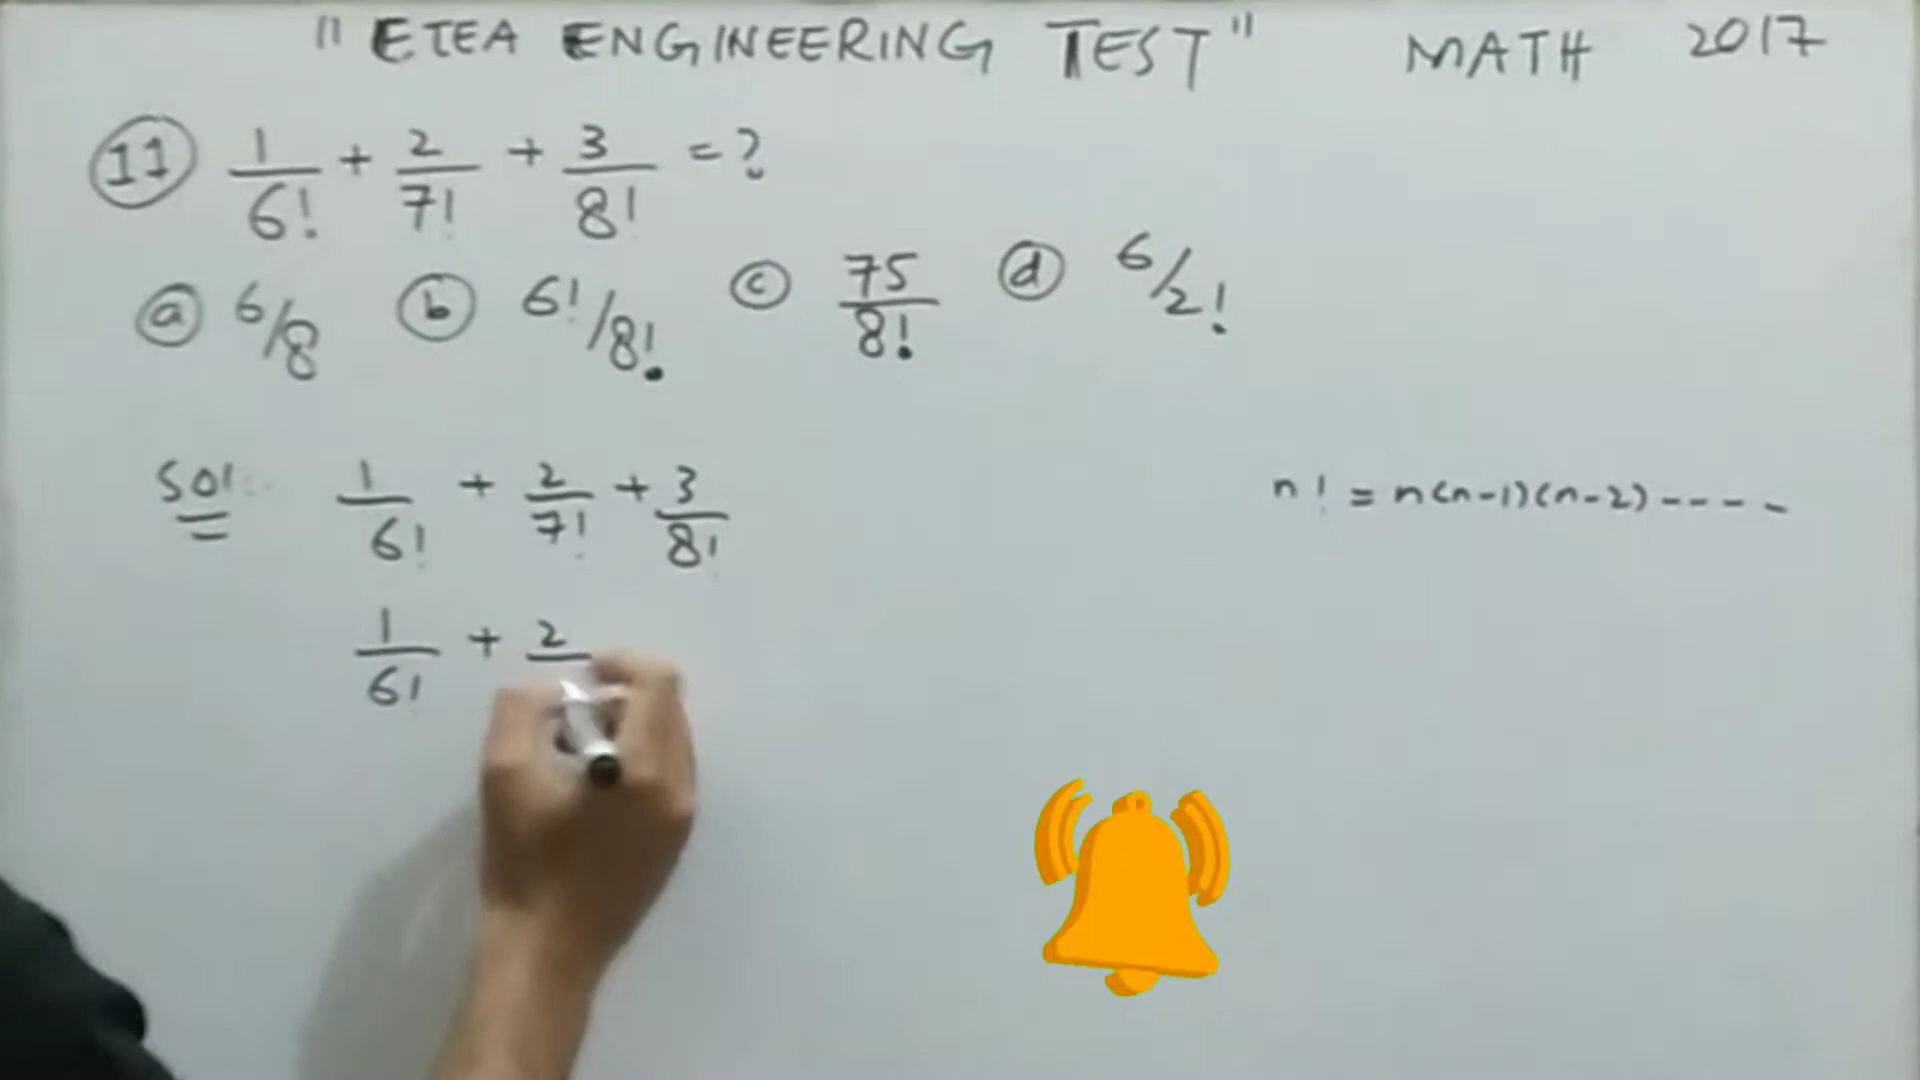 "ETEA ENGINEERING TEST" MATH 2017
11 1/6! + 2/7! + 3/8! = ?
a 6/8 b 6!/8! c 75/8! d 6/2!
Sol:- 1/6! + 2/7! + 3/8! n! = n(n-1)(n-2)-----
1/6! + 2